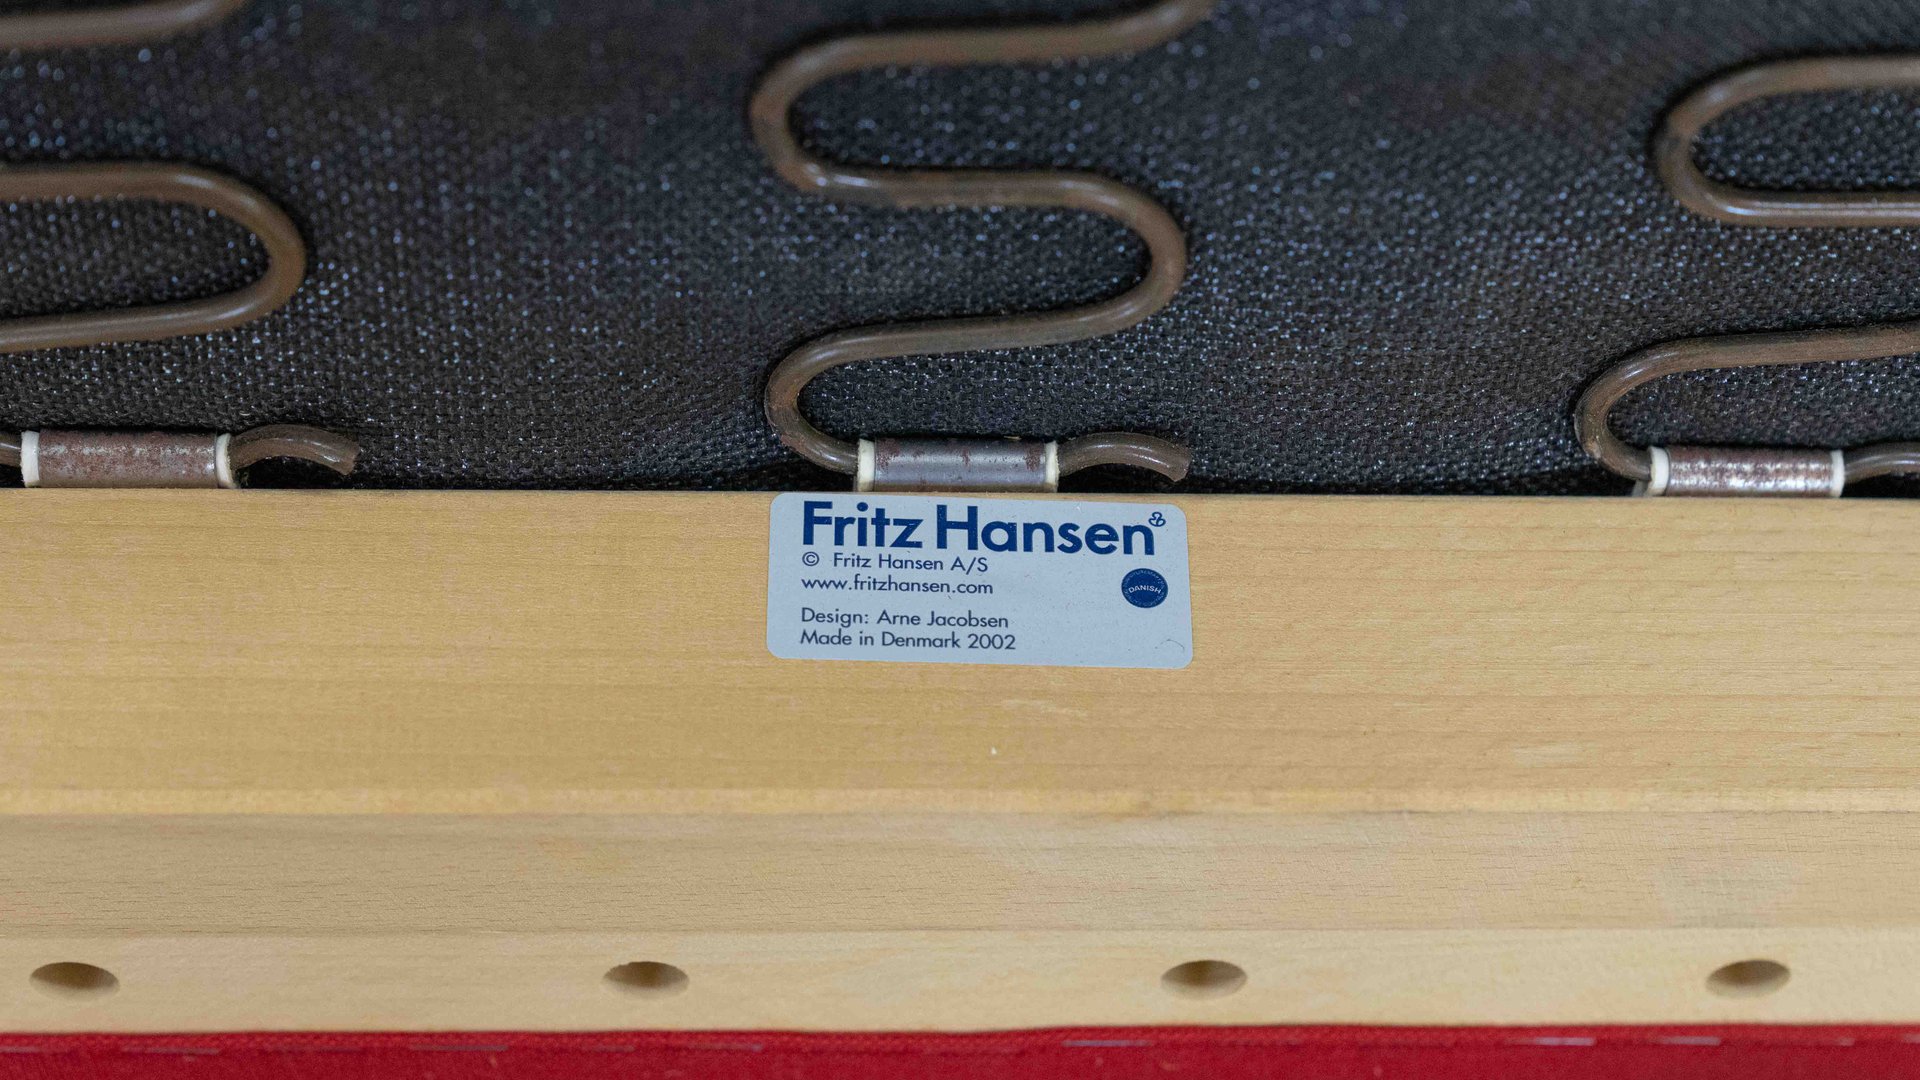 Fritz Hansen
© Fritz Hansen A/S
www.fritzhansen.com
DANISH
Design: Arne Jacobsen
Made in Denmark 2002